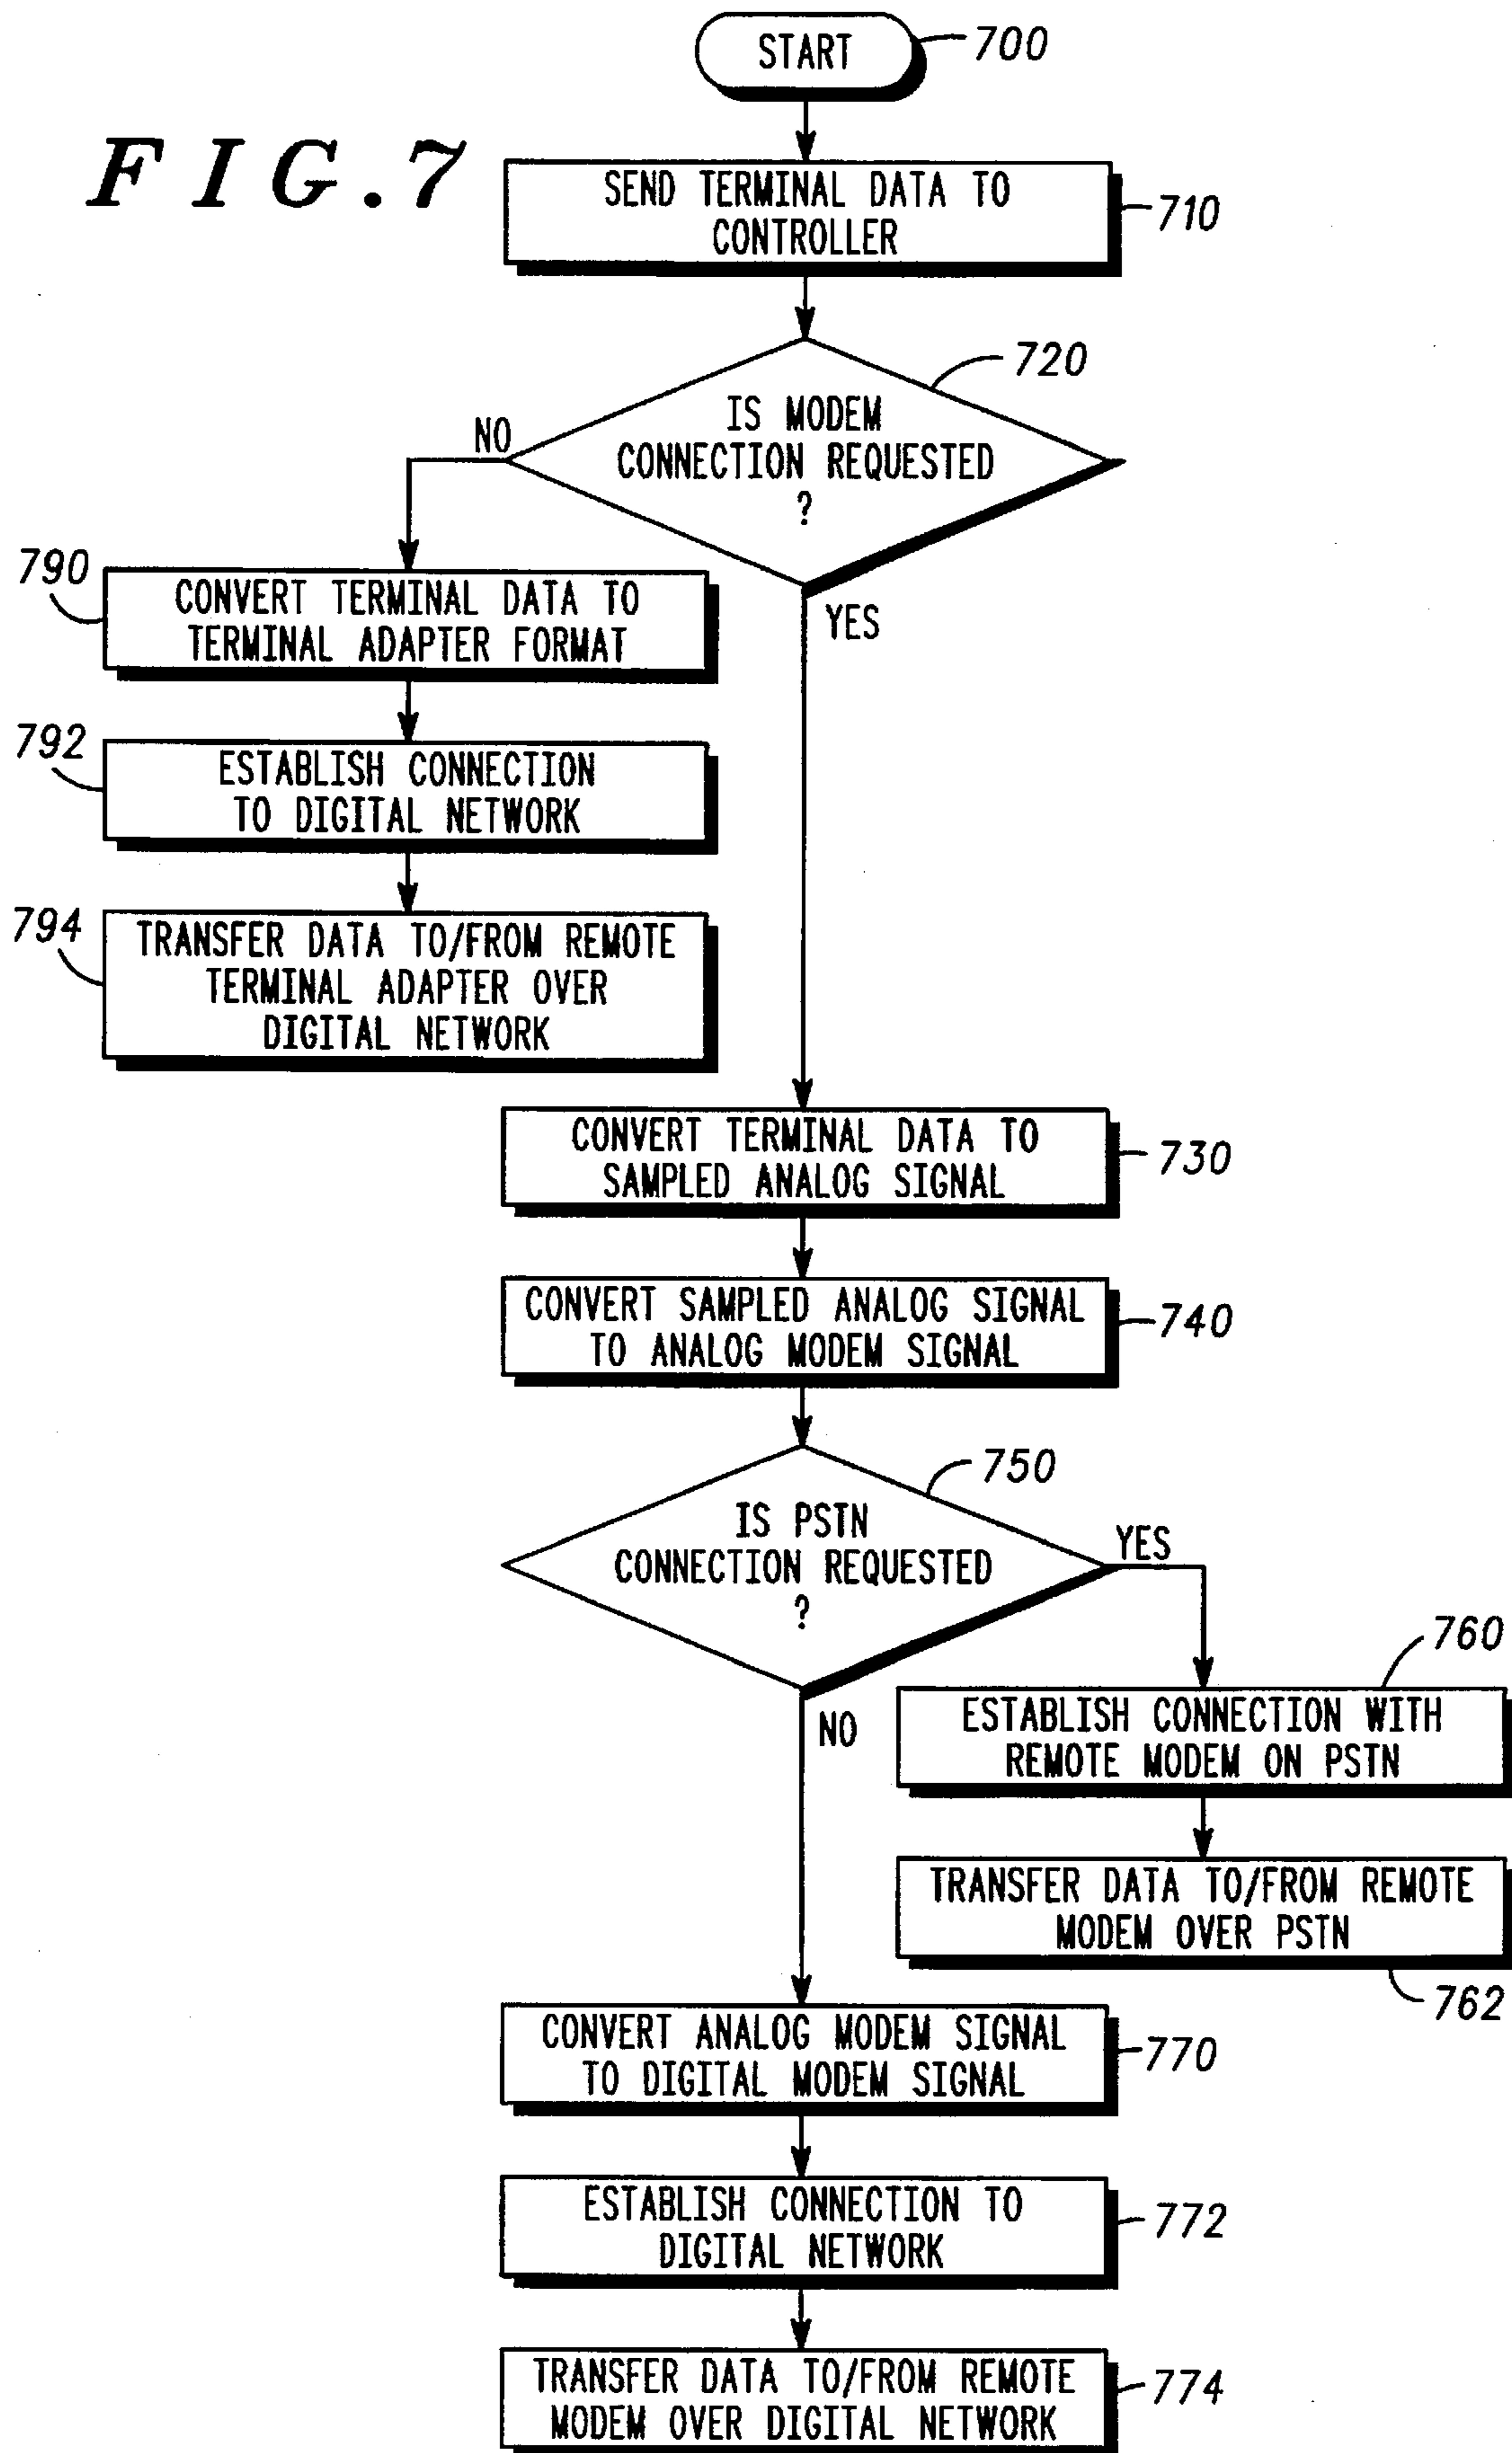 START
700
FIG.7
SEND TERMINAL DATA TO
CONTROLLER
710
720
IS MODEM
CONNECTION REQUESTED
?
NO
YES
790
CONVERT TERMINAL DATA TO
TERMINAL ADAPTER FORMAT
792
ESTABLISH CONNECTION
TO DIGITAL NETWORK
794
TRANSFER DATA TO/FROM REMOTE
TERMINAL ADAPTER OVER
DIGITAL NETWORK
CONVERT TERMINAL DATA TO
SAMPLED ANALOG SIGNAL
730
CONVERT SAMPLED ANALOG SIGNAL
TO ANALOG MODEM SIGNAL
740
750
IS PSTN
CONNECTION REQUESTED
?
YES
NO
760
ESTABLISH CONNECTION WITH
REMOTE MODEM ON PSTN
TRANSFER DATA TO/FROM REMOTE
MODEM OVER PSTN
762
CONVERT ANALOG MODEM SIGNAL
TO DIGITAL MODEM SIGNAL
770
ESTABLISH CONNECTION TO
DIGITAL NETWORK
772
TRANSFER DATA TO/FROM REMOTE
MODEM OVER DIGITAL NETWORK
774